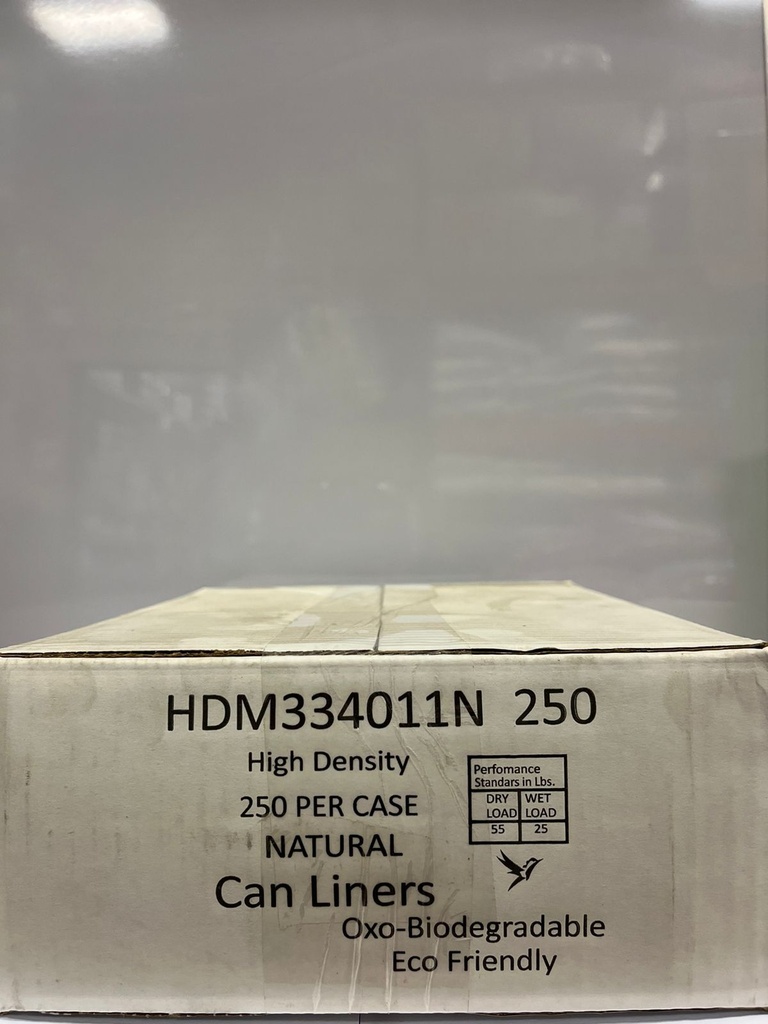 HDM334011N 250
High Density
250 PER CASE
NATURAL
Can Liners
Oxo-Biodegradable
Eco Friendly
Perfomance
Standars in Lbs.
DRY LOAD WET LOAD
55 25